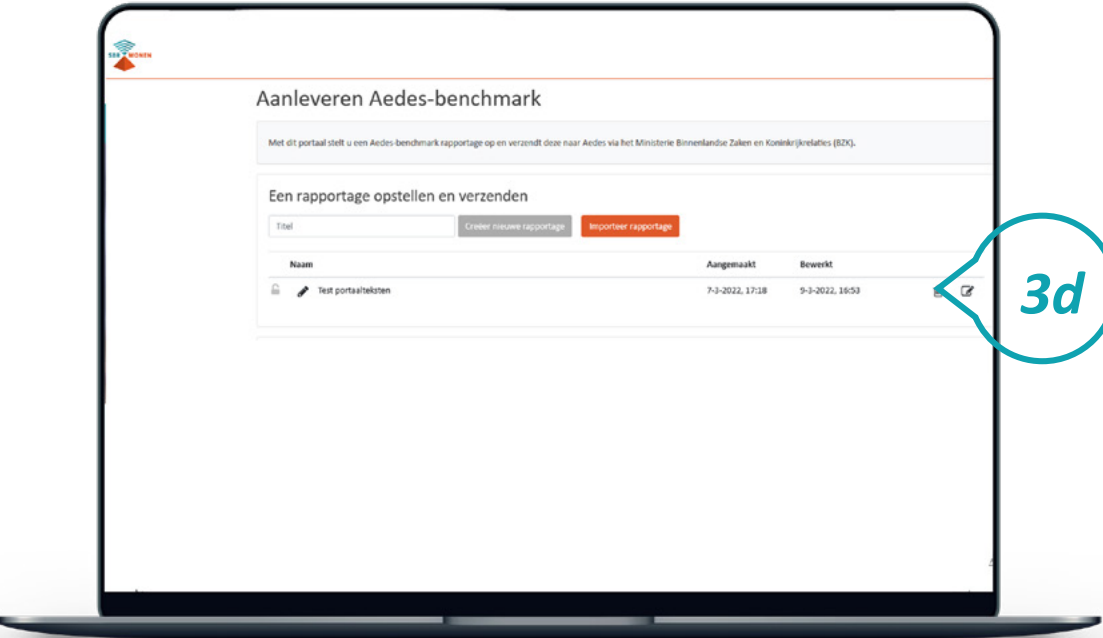 SBR WONEN
Aanleveren Aedes-benchmark
Met dit portaal stelt u een Aedes-benchmark rapportage op en verzendt deze naar Aedes via het Ministerie Binnenlandse Zaken en Koninkrijkrelaties (BZK).
Een rapportage opstellen en verzenden
Titel Creëer nieuwe rapportage Importeer rapportage
Naam Aangemaakt Bewerkt
Test portaalteksten 7-3-2022, 17:18 9-3-2022, 16:53
3d